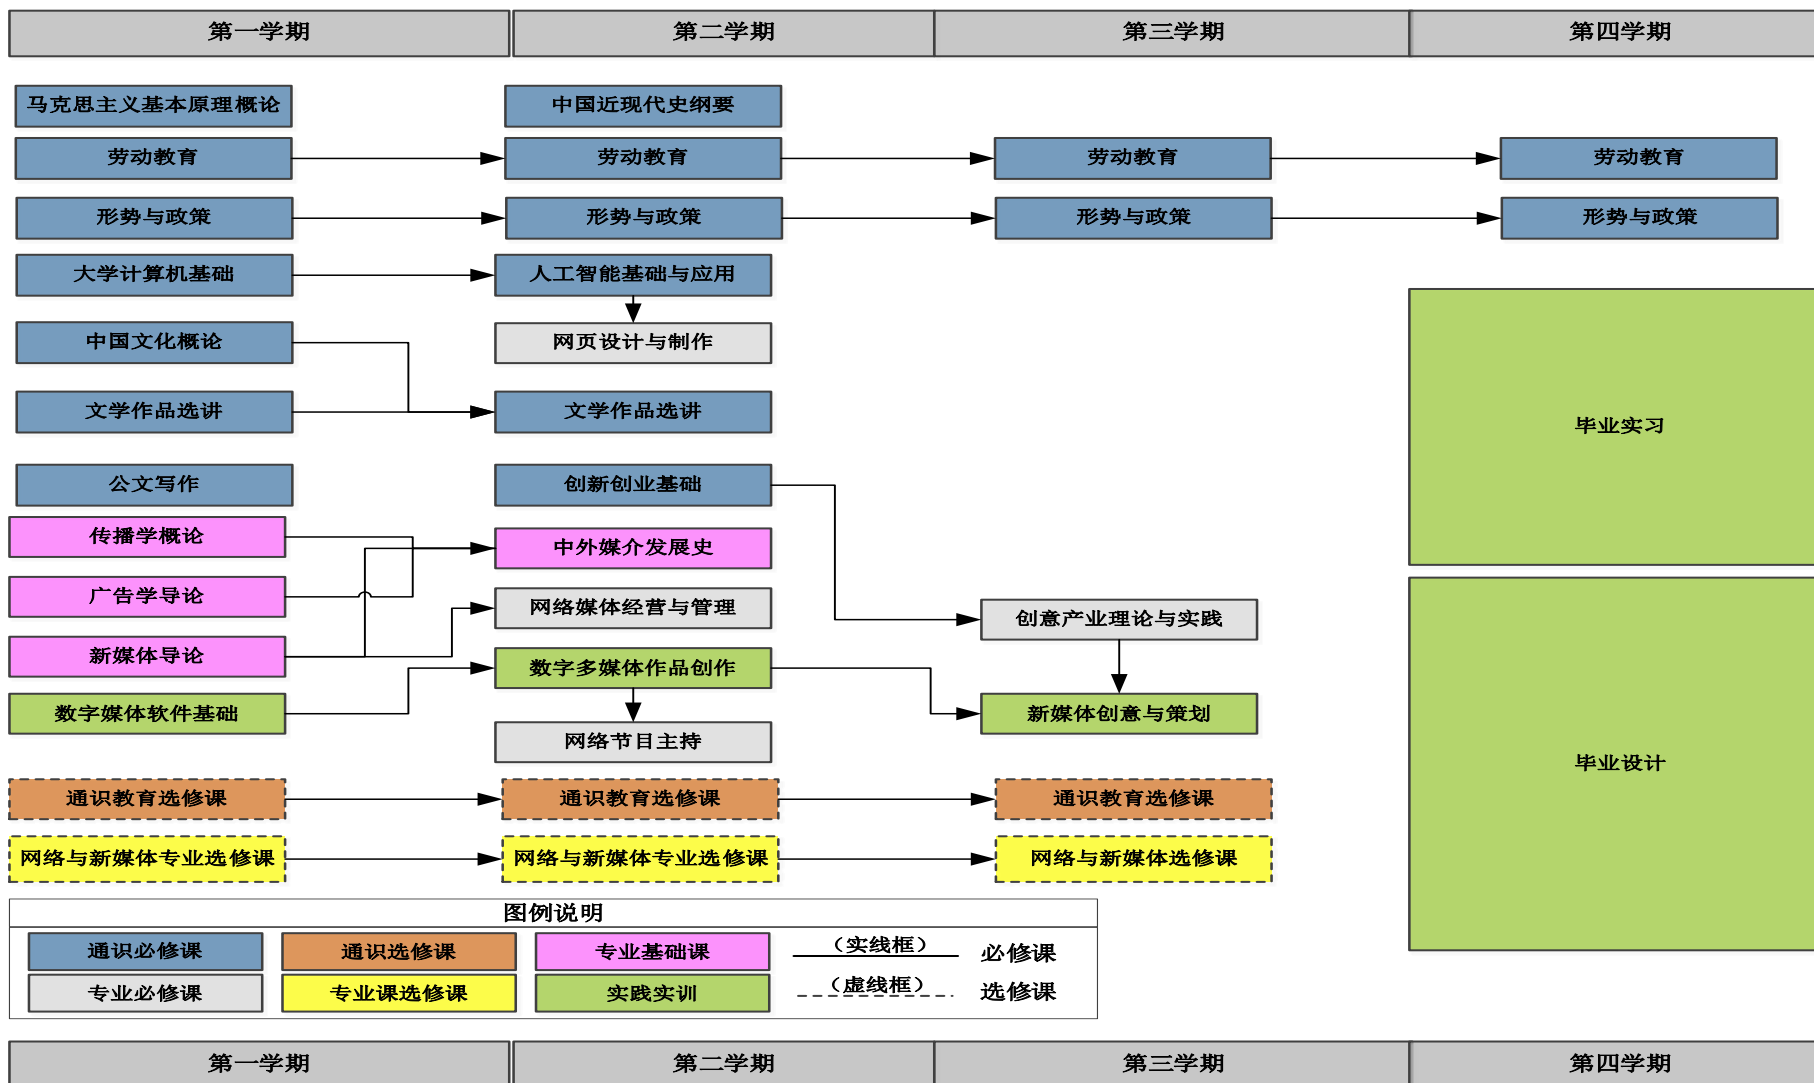 第一学期
第二学期
第三学期
第四学期
马克思主义基本原理概论
中国近现代史纲要
劳动教育
劳动教育
劳动教育
劳动教育
形势与政策
形势与政策
形势与政策
形势与政策
大学计算机基础
人工智能基础与应用
中国文化概论
网页设计与制作
文学作品选讲
文学作品选讲
毕业实习
公文写作
创新创业基础
传播学概论
中外媒介发展史
广告学导论
网络媒体经营与管理
创意产业理论与实践
新媒体导论
数字多媒体作品创作
数字媒体软件基础
新媒体创意与策划
网络节目主持
毕业设计
通识教育选修课
通识教育选修课
通识教育选修课
网络与新媒体专业选修课
网络与新媒体专业选修课
网络与新媒体选修课
图例说明
通识必修课
通识选修课
专业基础课
（实线框）
必修课
专业必修课
专业课选修课
实践实训
（虚线框）
选修课
第一学期
第二学期
第三学期
第四学期